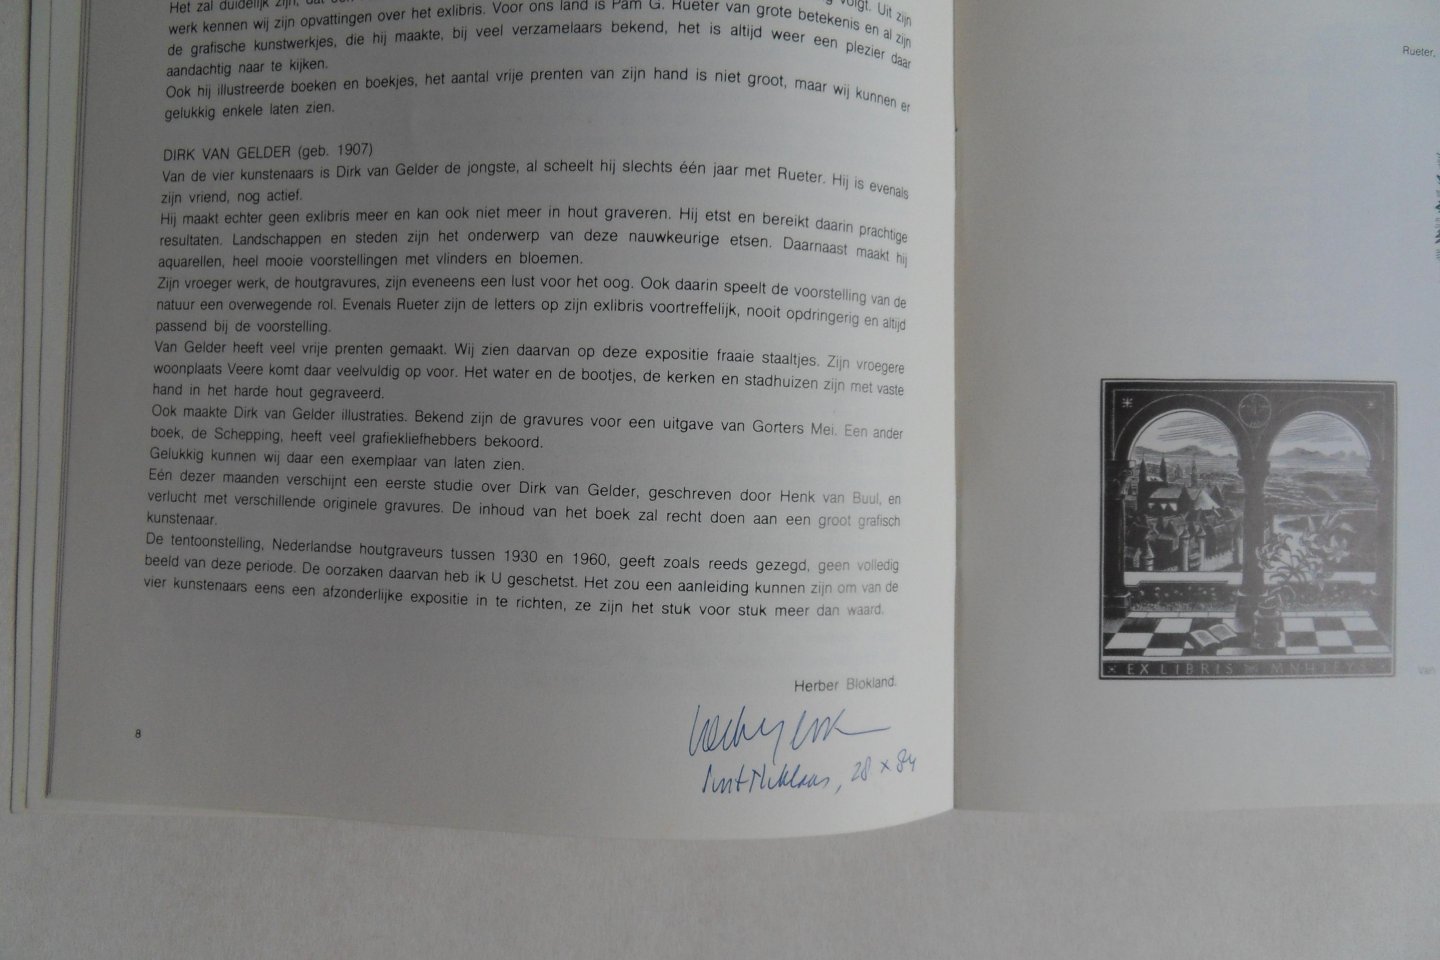 Het zal duidelijk zijn, dat volgt. Uit zijn
werk kennen wij zijn opvattingen over het exlibris. Voor ons land is Pam G. Rueter van grote betekenis en al zijn
de grafische kunstwerkjes, die hij maakte, bij veel verzamelaars bekend, het is altijd weer een plezier daar
aandachtig naar te kijken.
Ook hij illustreerde boeken en boekjes, het aantal vrije prenten van zijn hand is niet groot, maar wij kunnen er
gelukkig enkele laten zien.
DIRK VAN GELDER (geb. 1907)
Van de vier kunstenaars is Dirk van Gelder de jongste, al scheelt hij slechts één jaar met Rueter. Hij is evenals
zijn vriend, nog actief.
Hij maakt echter geen exlibris meer en kan ook niet meer in hout graveren. Hij etst en bereikt daarin prachtige
resultaten. Landschappen en steden zijn het onderwerp van deze nauwkeurige etsen. Daarnaast maakt hij
aquarellen, heel mooie voorstellingen met vlinders en bloemen.
Zijn vroeger werk, de houtgravures, zijn eveneens een lust voor het oog. Ook daarin speelt de voorstelling van de
natuur een overwegende rol. Evenals Rueter zijn de letters op zijn exlibris voortreffelijk, nooit opdringerig en altijd
passend bij de voorstelling.
Van Gelder heeft veel vrije prenten gemaakt. Wij zien daarvan op deze expositie fraaie staaltjes. Zijn vroegere
woonplaats Veere komt daar veelvuldig op voor. Het water en de bootjes, de kerken en stadhuizen zijn met vaste
hand in het harde hout gegraveerd.
Ook maakte Dirk van Gelder illustraties. Bekend zijn de gravures voor een uitgave van Gorters Mei. Een ander
boek, de Schepping, heeft veel grafiekliefhebbers bekoord.
Gelukkig kunnen wij daar een exemplaar van laten zien.
Eén dezer maanden verschijnt een eerste studie over Dirk van Gelder, geschreven door Henk van Buul, en
verlucht met verschillende originele gravures. De inhoud van het boek zal recht doen aan een groot grafisch
kunstenaar.
De tentoonstelling, Nederlandse houtgraveurs tussen 1930 en 1960, geeft zoals reeds gezegd, geen volledig
beeld van deze periode. De oorzaken daarvan heb ik U geschetst. Het zou een aanleiding kunnen zijn om van de
vier kunstenaars eens een afzonderlijke expositie in te richten, ze zijn het stuk voor stuk meer dan waard.
Herber Blokland.
Sint Niklaas, 28 x 84
8
Rueter.
EX LIBRIS MNHIEYS
Van